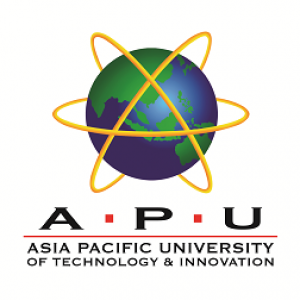 A · P · U
ASIA PACIFIC UNIVERSITY
OF TECHNOLOGY & INNOVATION